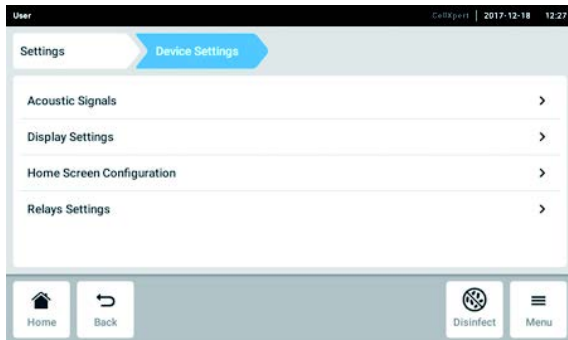 User CellXpert | 2017-12-18 12:27
Settings Device Settings
Acoustic Signals
Display Settings
Home Screen Configuration
Relays Settings
Home Back Disinfect Menu